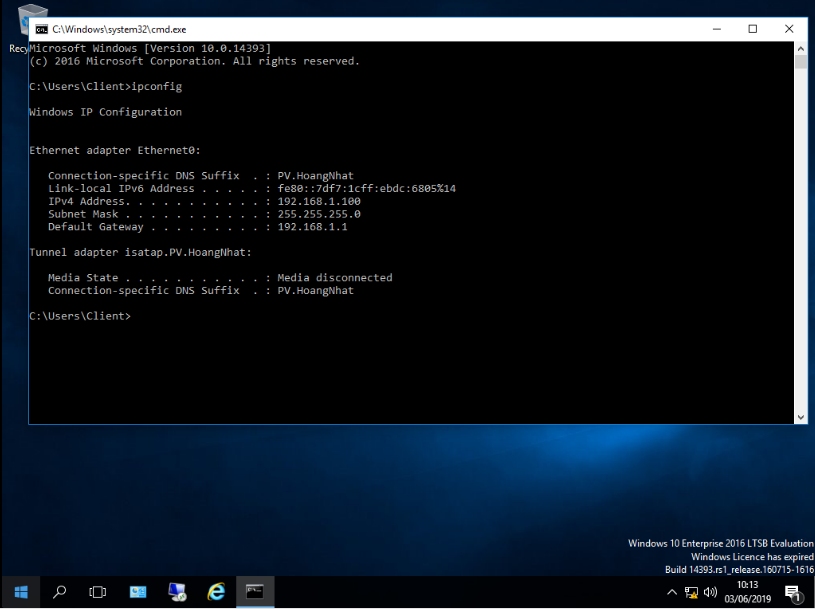 C:\Windows\system32\cmd.exe
Recy
Microsoft Windows [Version 10.0.14393]
(c) 2016 Microsoft Corporation. All rights reserved.
C:\Users\Client>ipconfig
Windows IP Configuration
Ethernet adapter Ethernet0:
Connection-specific DNS Suffix . : PV.HoangNhat
Link-local IPv6 Address . . . . . : fe80::7df7:1cff:ebdc:6805%14
IPv4 Address. . . . . . . . . . . : 192.168.1.100
Subnet Mask . . . . . . . . . . . : 255.255.255.0
Default Gateway . . . . . . . . . : 192.168.1.1
Tunnel adapter isatap.PV.HoangNhat:
Media State . . . . . . . . . . . : Media disconnected
Connection-specific DNS Suffix . : PV.HoangNhat
C:\Users\Client>
Windows 10 Enterprise 2016 LTSB Evaluation
Windows Licence has expired
Build 14393.rs1_release.160715-1616
10:13
03/06/2019
1